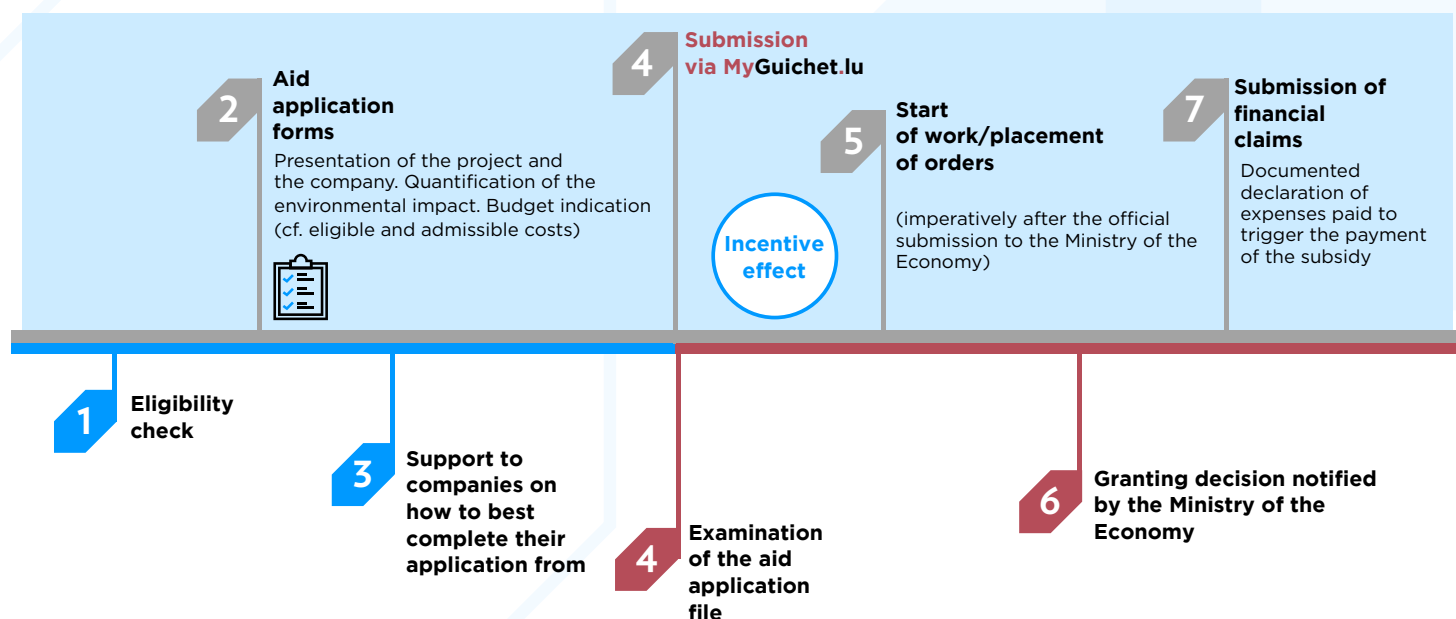 2
Aid
application
forms
Presentation of the project and
the company. Quantification of the
environmental impact. Budget indication
(cf. eligible and admissible costs)
4
Submission
via MyGuichet.lu
Incentive
effect
5
Start
of work/placement
of orders
(imperatively after the official
submission to the Ministry of the
Economy)
7
Submission of
financial
claims
Documented
declaration of
expenses paid to
trigger the payment
of the subsidy
1
Eligibility
check
3
Support to
companies on
how to best
complete their
application from
4
Examination
of the aid
application
file
6
Granting decision notified
by the Ministry of the
Economy